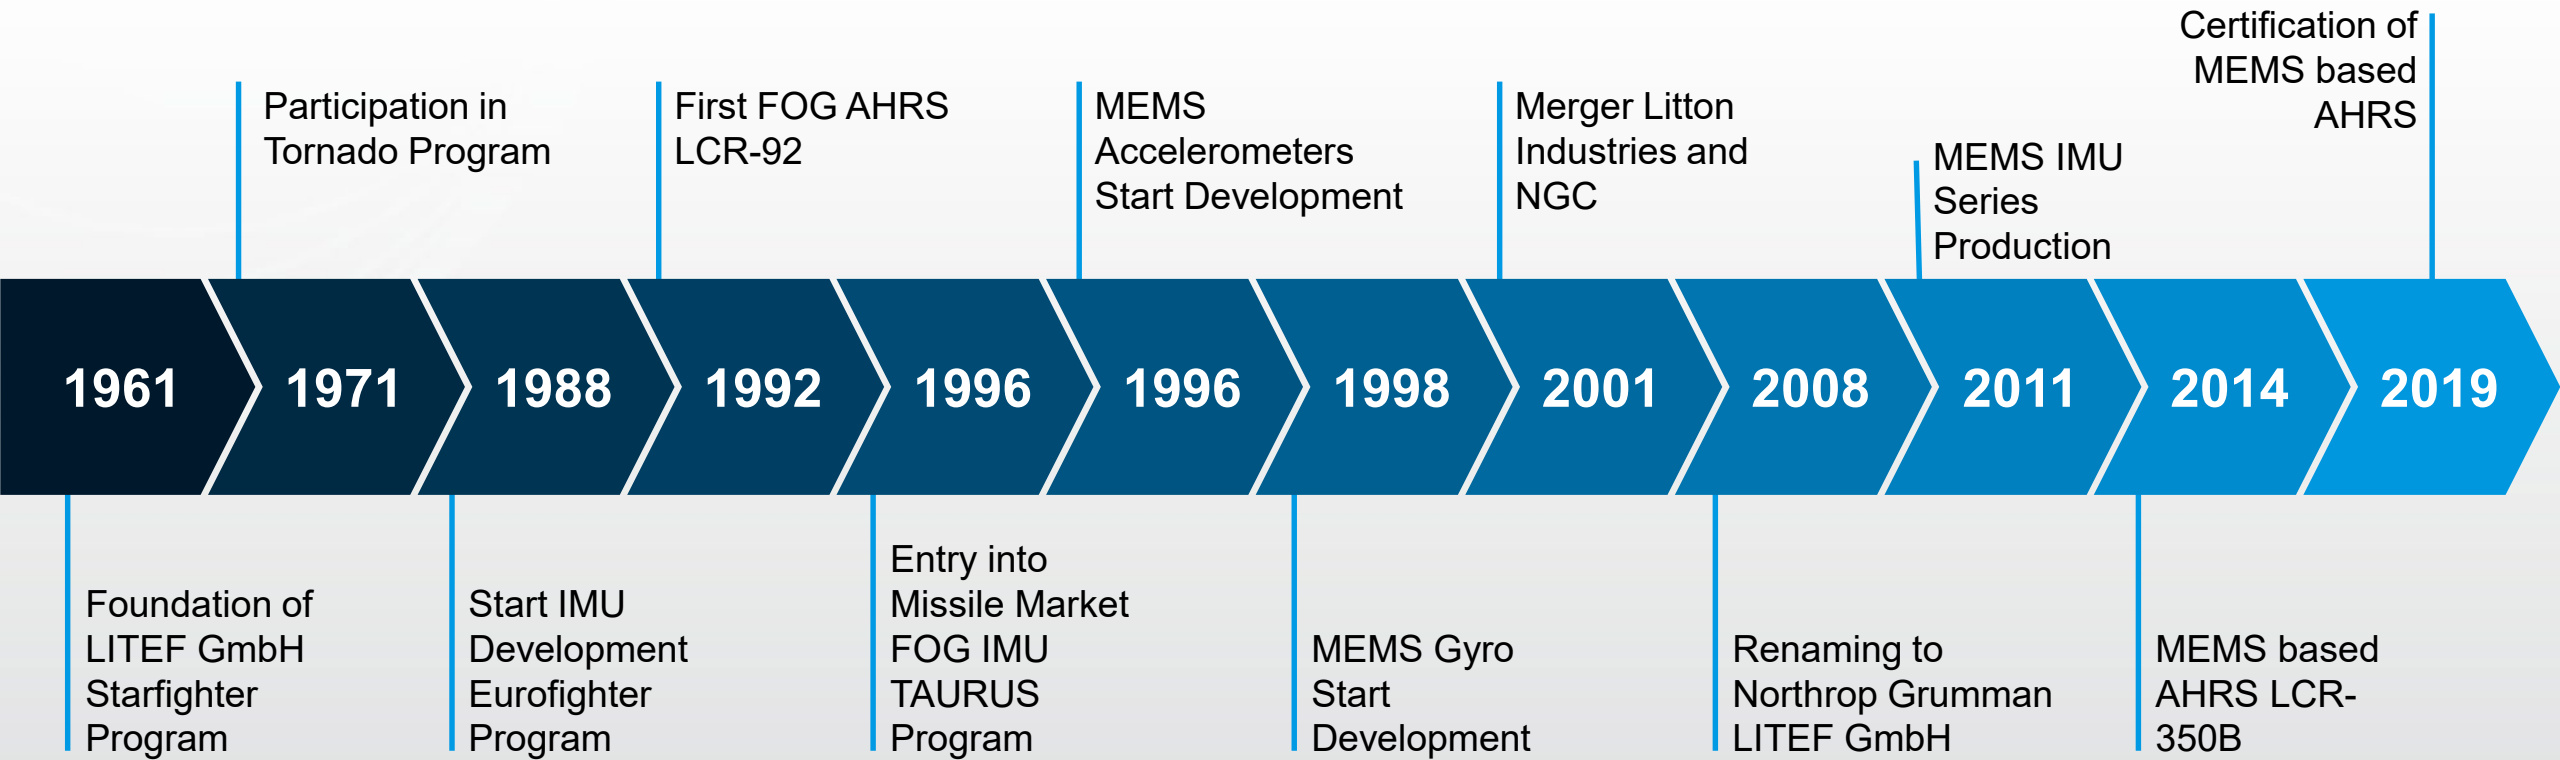 Certification of
MEMS based
AHRS
Participation in
Tornado Program
First FOG AHRS
LCR-92
MEMS
Accelerometers
Start Development
Merger Litton
Industries and
NGC
MEMS IMU
Series
Production
1961
1971
1988
1992
1996
1996
1998
2001
2008
2011
2014
2019
Foundation of
LITEF GmbH
Starfighter
Program
Start IMU
Development
Eurofighter
Program
Entry into
Missile Market
FOG IMU
TAURUS
Program
MEMS Gyro
Start
Development
Renaming to
Northrop Grumman
LITEF GmbH
MEMS based
AHRS LCR-
350B